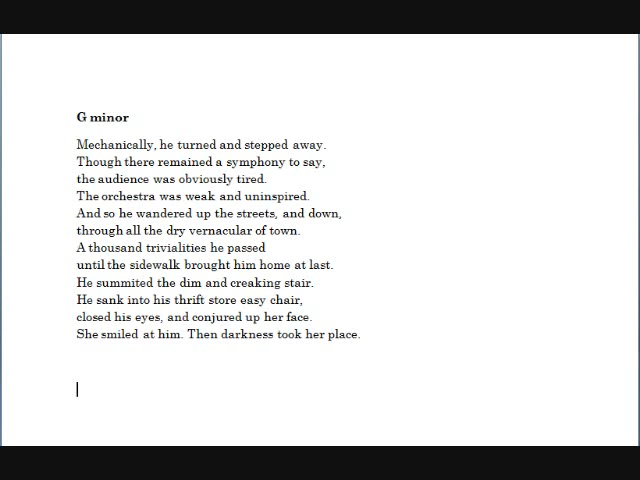 G minor
Mechanically, he turned and stepped away.
Though there remained a symphony to say,
the audience was obviously tired.
The orchestra was weak and uninspired.
And so he wandered up the streets, and down,
through all the dry vernacular of town.
A thousand trivialities he passed
until the sidewalk brought him home at last.
He summited the dim and creaking stair.
He sank into his thrift store easy chair,
closed his eyes, and conjured up her face.
She smiled at him. Then darkness took her place.